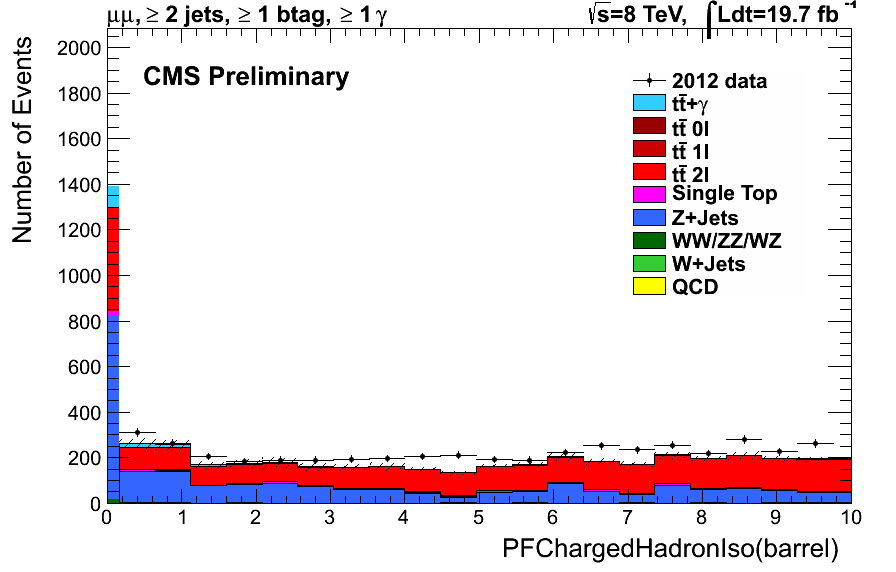 μμ, ≥ 2 jets, ≥ 1 btag, ≥ 1 γ
√s=8 TeV, ∫Ldt=19.7 fb⁻¹
CMS Preliminary
2012 data
tt̄+γ
tt̄ 0l
tt̄ 1l
tt̄ 2l
Single Top
Z+Jets
WW/ZZ/WZ
W+Jets
QCD
Number of Events
2000
1800
1600
1400
1200
1000
800
600
400
200
0
0 1 2 3 4 5 6 7 8 9 10
PFChargedHadronIso(barrel)